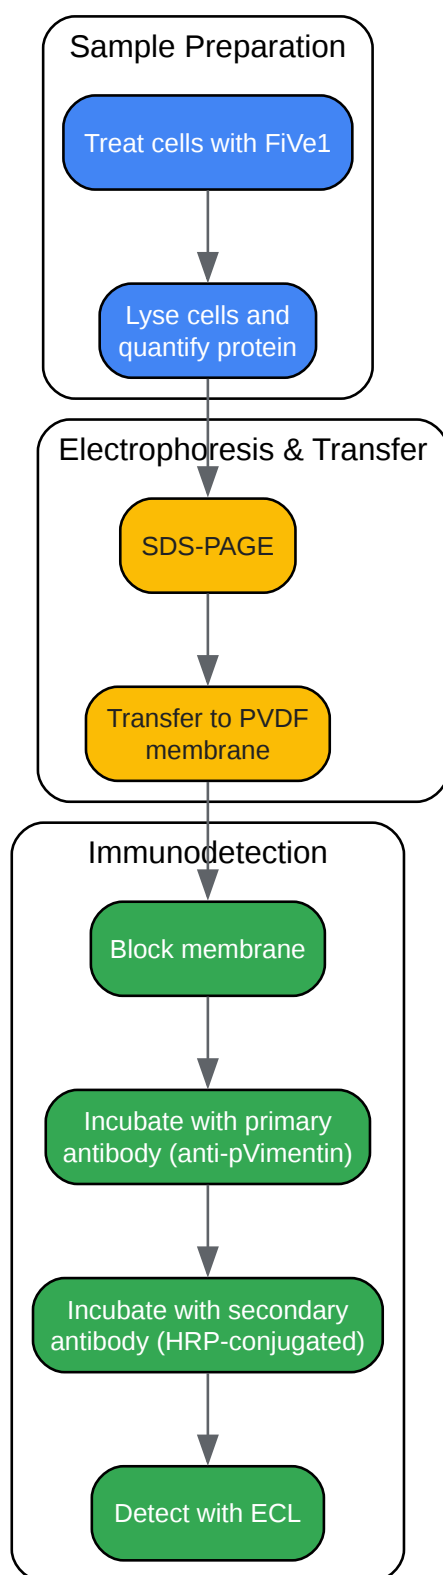 Sample Preparation
Treat cells with FiVe1
Lyse cells and
quantify protein
Electrophoresis & Transfer
SDS-PAGE
Transfer to PVDF
membrane
Immunodetection
Block membrane
Incubate with primary
antibody (anti-pVimentin)
Incubate with secondary
antibody (HRP-conjugated)
Detect with ECL